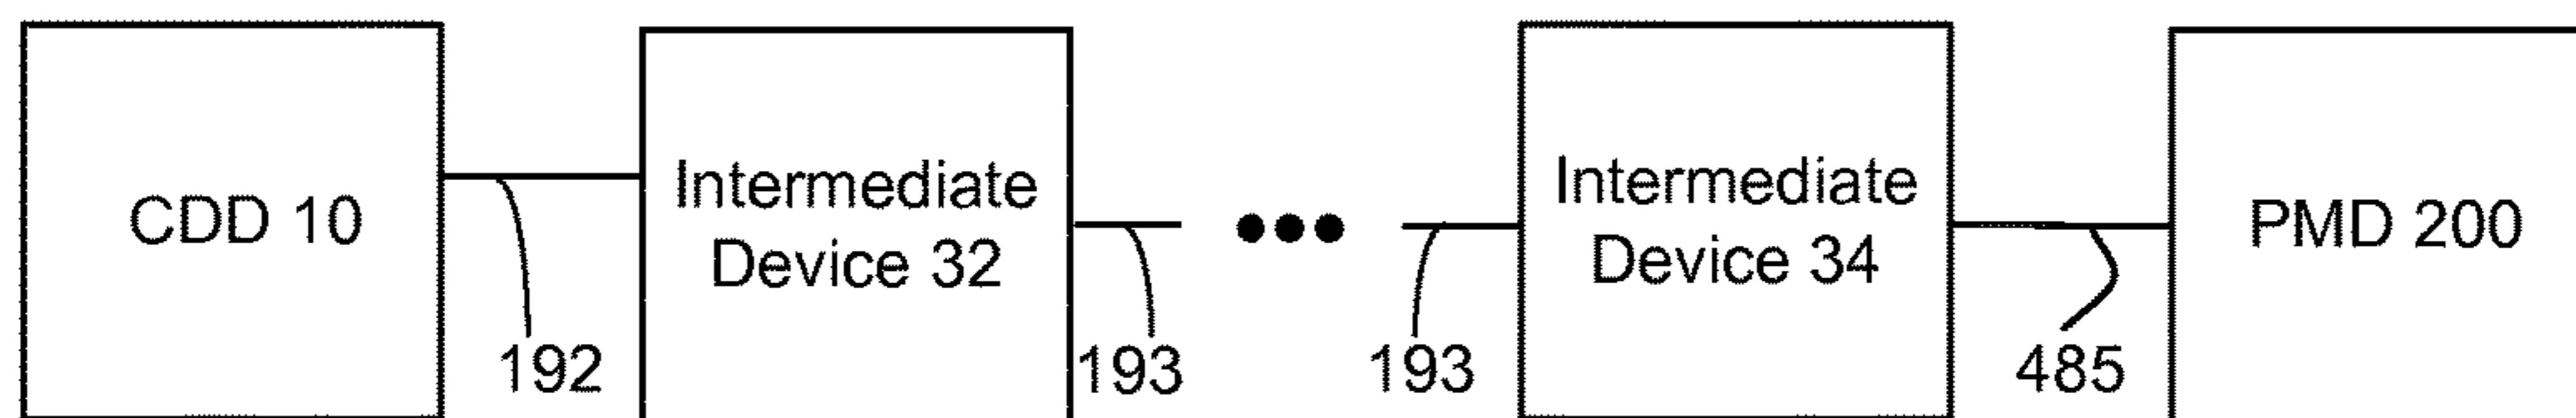 CDD 10
Intermediate
Device 32
Intermediate
Device 34
PMD 200
192
193
193
485